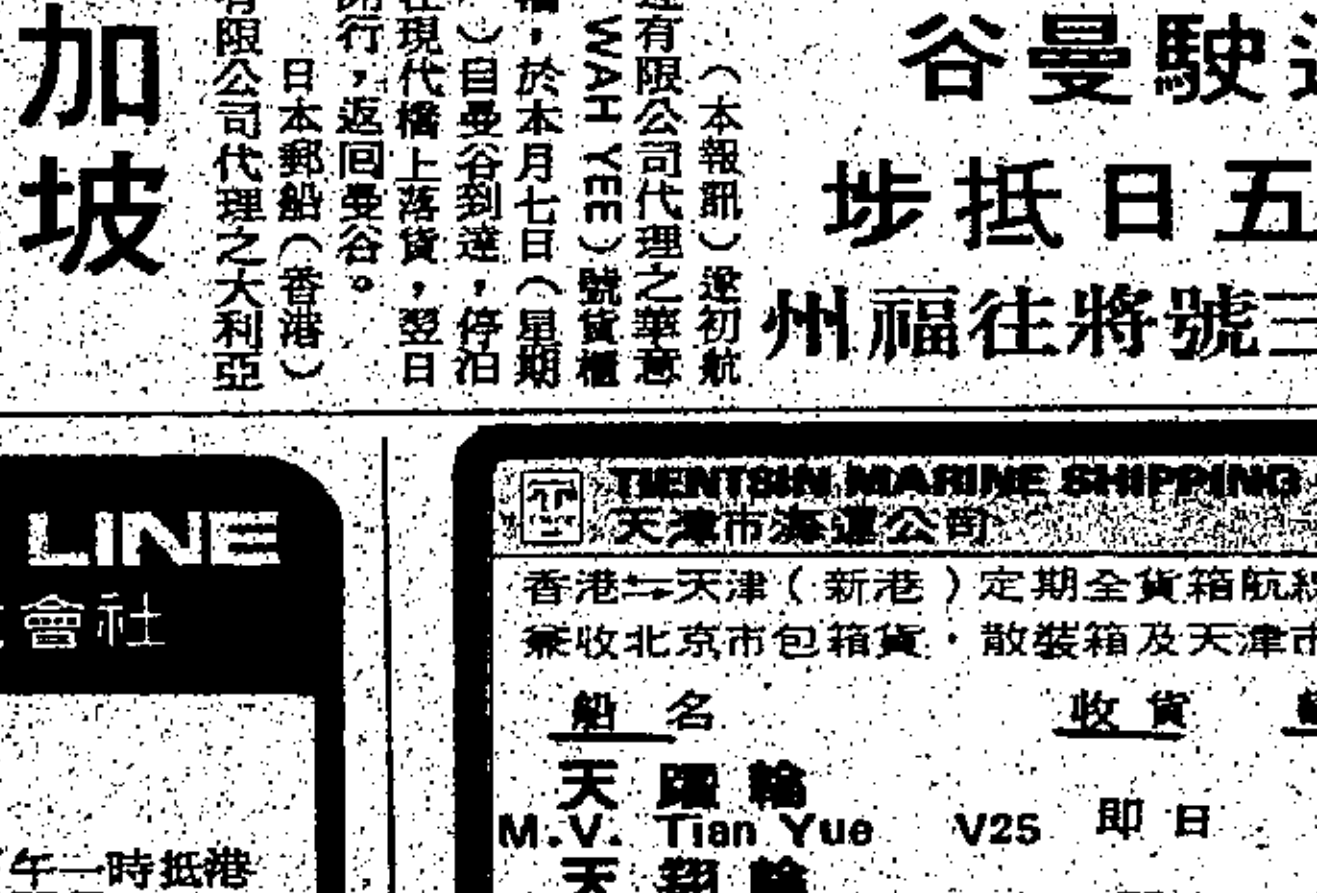 駛曼谷
五日抵埗
三號將往福州
（本報訊）遼初航
有限公司代理之華意
WAH YEE）號貨櫃
，於本月七日（星期
）自曼谷到達，停泊
現代橋上落貨，翌日
行，返回曼谷。
日本郵船（香港）
有限公司代理之大利亞
加
坡
LINE
會社
午一時抵港
TIENTSIN MARINE SHIPPING
天津市海運公司
香港⇆天津（新港）定期全貨箱航線
兼收北京市包箱貨・散裝箱及天津市
船名 收貨
天躍輪
M.V. Tian Yue V25 即日
天翔輪